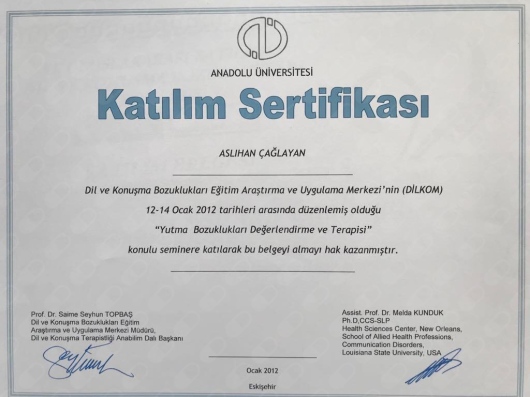 ANADOLU ÜNİVERSİTESİ
Katılım Sertifikası
ASLIHAN ÇAĞLAYAN
Dil ve Konuşma Bozuklukları Eğitim Araştırma ve Uygulama Merkezi'nin (DİLKOM)
12-14 Ocak 2012 tarihleri arasında düzenlemiş olduğu
"Yutma Bozuklukları Değerlendirme ve Terapisi"
konulu seminere katılarak bu belgeyi almayı hak kazanmıştır.
Prof. Dr. Saime Seyhun TOPBAŞ
Dil ve Konuşma Bozuklukları Eğitim
Araştırma ve Uygulama Merkezi Müdürü,
Dil ve Konuşma Terapistliği Anabilim Dalı Başkanı
Assist. Prof. Dr. Melda KUNDUK
Ph.D,CCS-SLP
Health Sciences Center, New Orleans,
School of Allied Health Professions,
Communication Disorders,
Louisiana State University, USA
Ocak 2012
Eskişehir